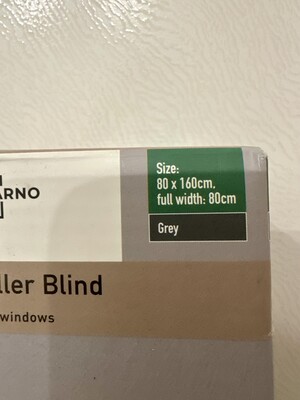 ARNO
Size:
80 x 160cm,
full width: 80cm
Grey
ller Blind
windows